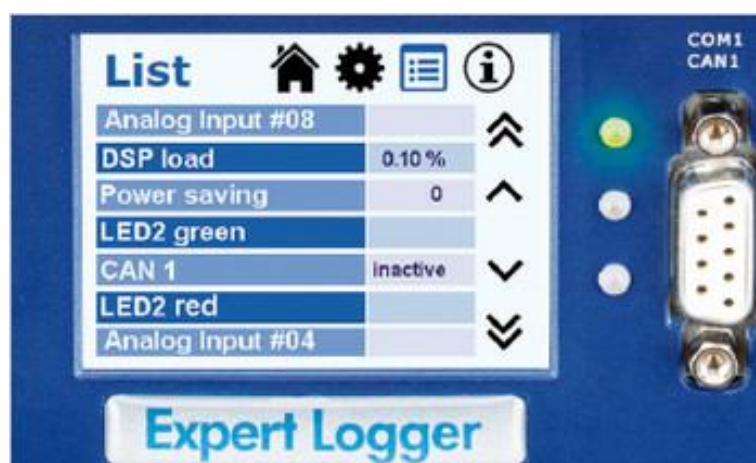 List
Analog Input #08
DSP load 0.10 %
Power saving 0
LED2 green
CAN 1 inactive
LED2 red
Analog Input #04
COM1
CAN1
Expert Logger